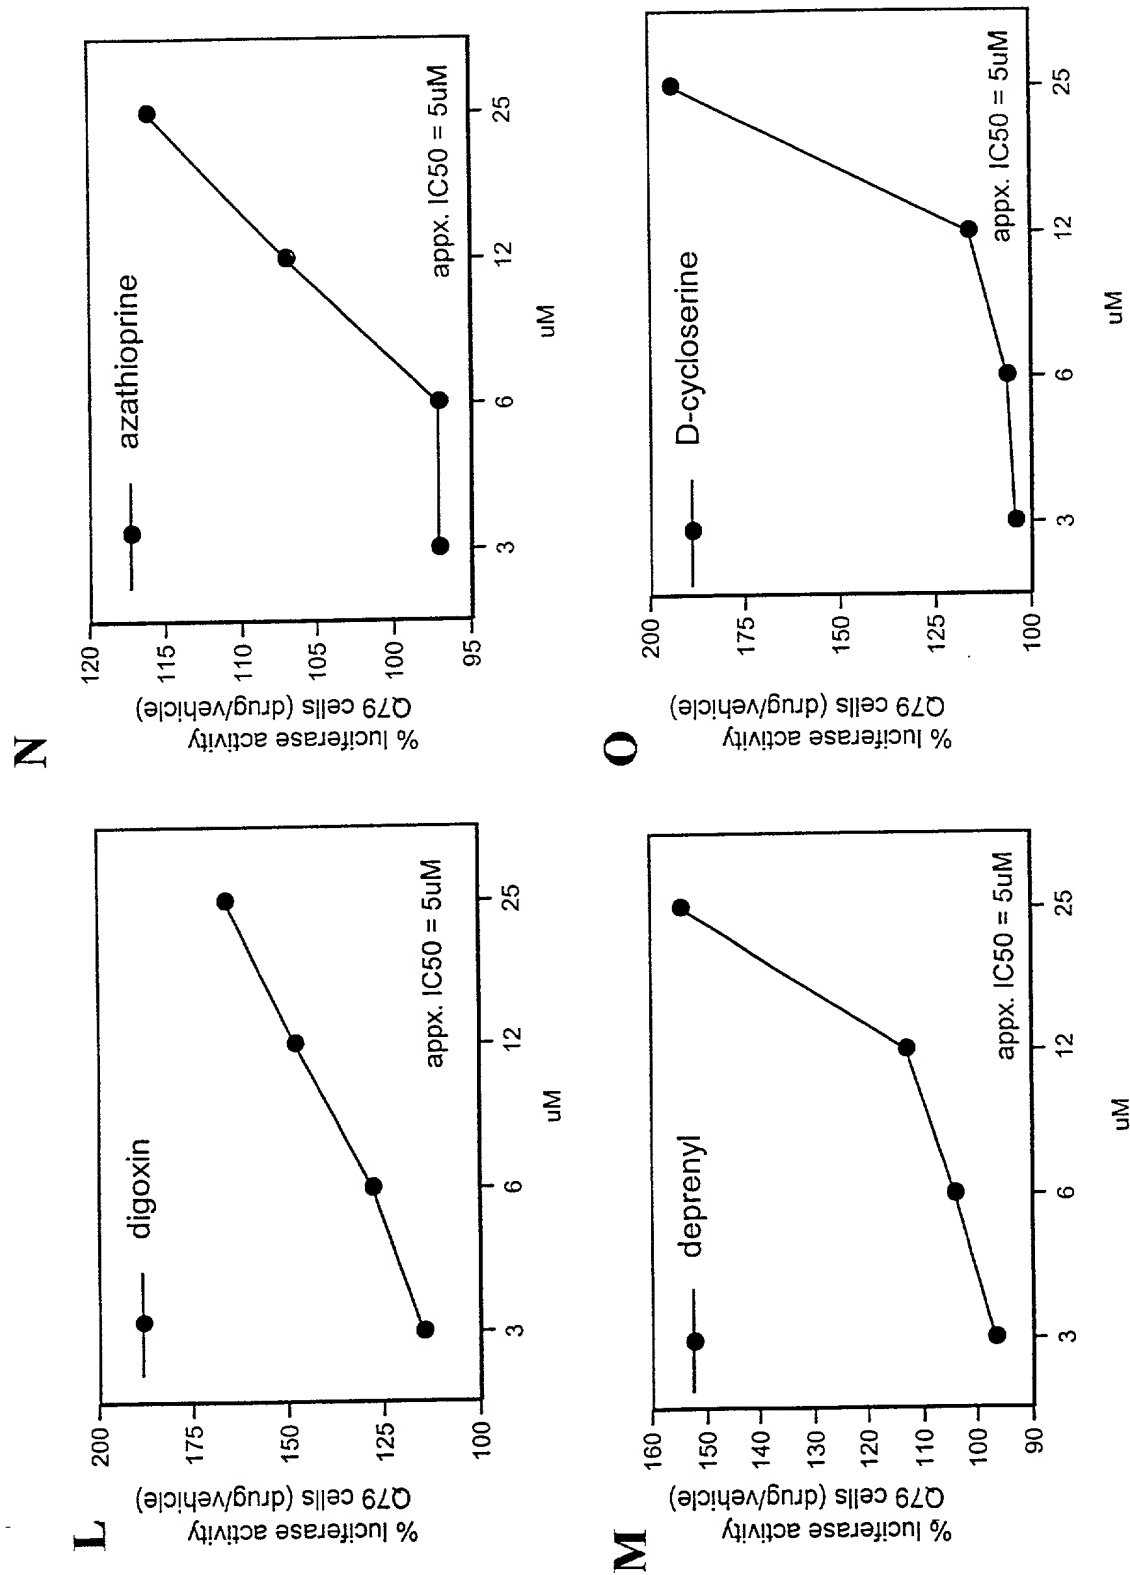 L
% luciferase activity
Q79 cells (drug/vehicle)
200
175
150
125
100
digoxin
appx. IC50 = 5uM
3
6
12
25
uM
M
% luciferase activity
Q79 cells (drug/vehicle)
160
150
140
130
120
110
100
90
deprenyl
appx. IC50 = 5uM
3
6
12
25
uM
N
% luciferase activity
Q79 cells (drug/vehicle)
120
115
110
105
100
95
azathioprine
appx. IC50 = 5uM
3
6
12
25
uM
O
% luciferase activity
Q79 cells (drug/vehicle)
200
175
150
125
100
D-cycloserine
appx. IC50 = 5uM
3
6
12
25
uM